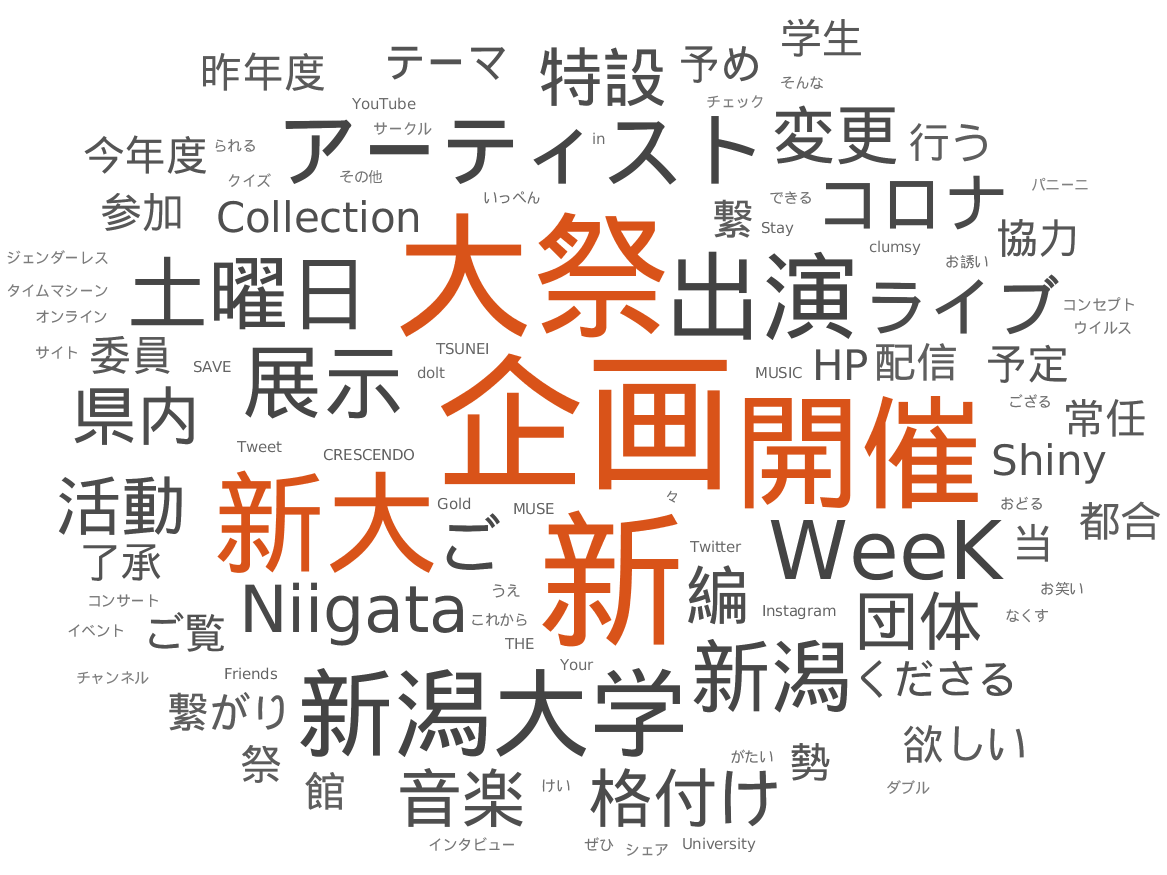 学生
昨年度
テーマ
特設
予め
そんな
YouTube
チェック
アーティスト
サークル
in
変更
行う
今年度
られる
クイズ
その他
いっぺん
できる
コロナ
パニーニ
参加
Collection
大祭
繋
Stay
clumsy
協力
ジェンダーレス
土曜日
出演
お誘い
タイムマシーン
ライブ
コンセプト
オンライン
ウイルス
サイト
委員
SAVE
展示
TSUNEI
doIt
企画
MUSIC
HP
配信
予定
県内
開催
ござる
常任
Tweet
CRESCENDO
Shiny
活動
新大
Gold
MUSE
々
おどる
都合
ご
新
Twitter
WeeK
当
了承
コンサート
Niigata
うえ
編
お笑い
イベント
ご覧
これから
THE
Instagram
団体
なくす
チャンネル
Friends
Your
新潟
くださる
繋がり
新潟大学
祭
がたい
勢
欲しい
館
音楽
けい
格付け
ダブル
インタビュー
ぜひ
シェア
University